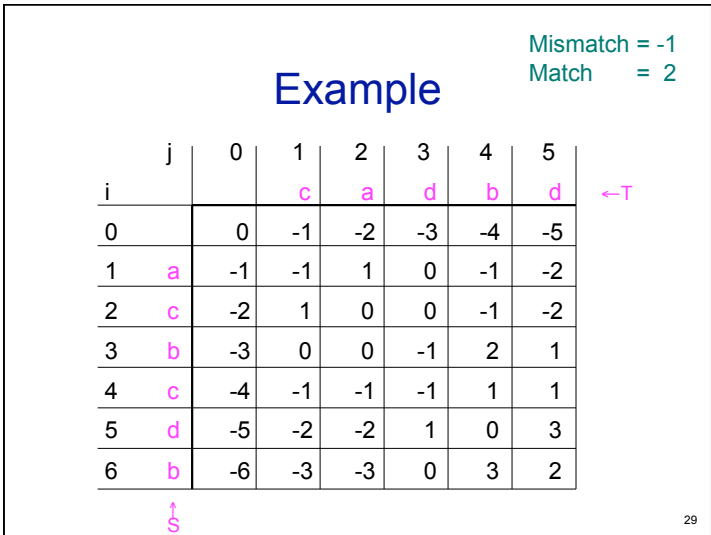 Mismatch = -1
Match = 2
Example
j 0 1 2 3 4 5
i c a d b d ←T
0 0 -1 -2 -3 -4 -5
1 a -1 -1 1 0 -1 -2
2 c -2 1 0 0 -1 -2
3 b -3 0 0 -1 2 1
4 c -4 -1 -1 -1 1 1
5 d -5 -2 -2 1 0 3
6 b -6 -3 -3 0 3 2
↑
S
29